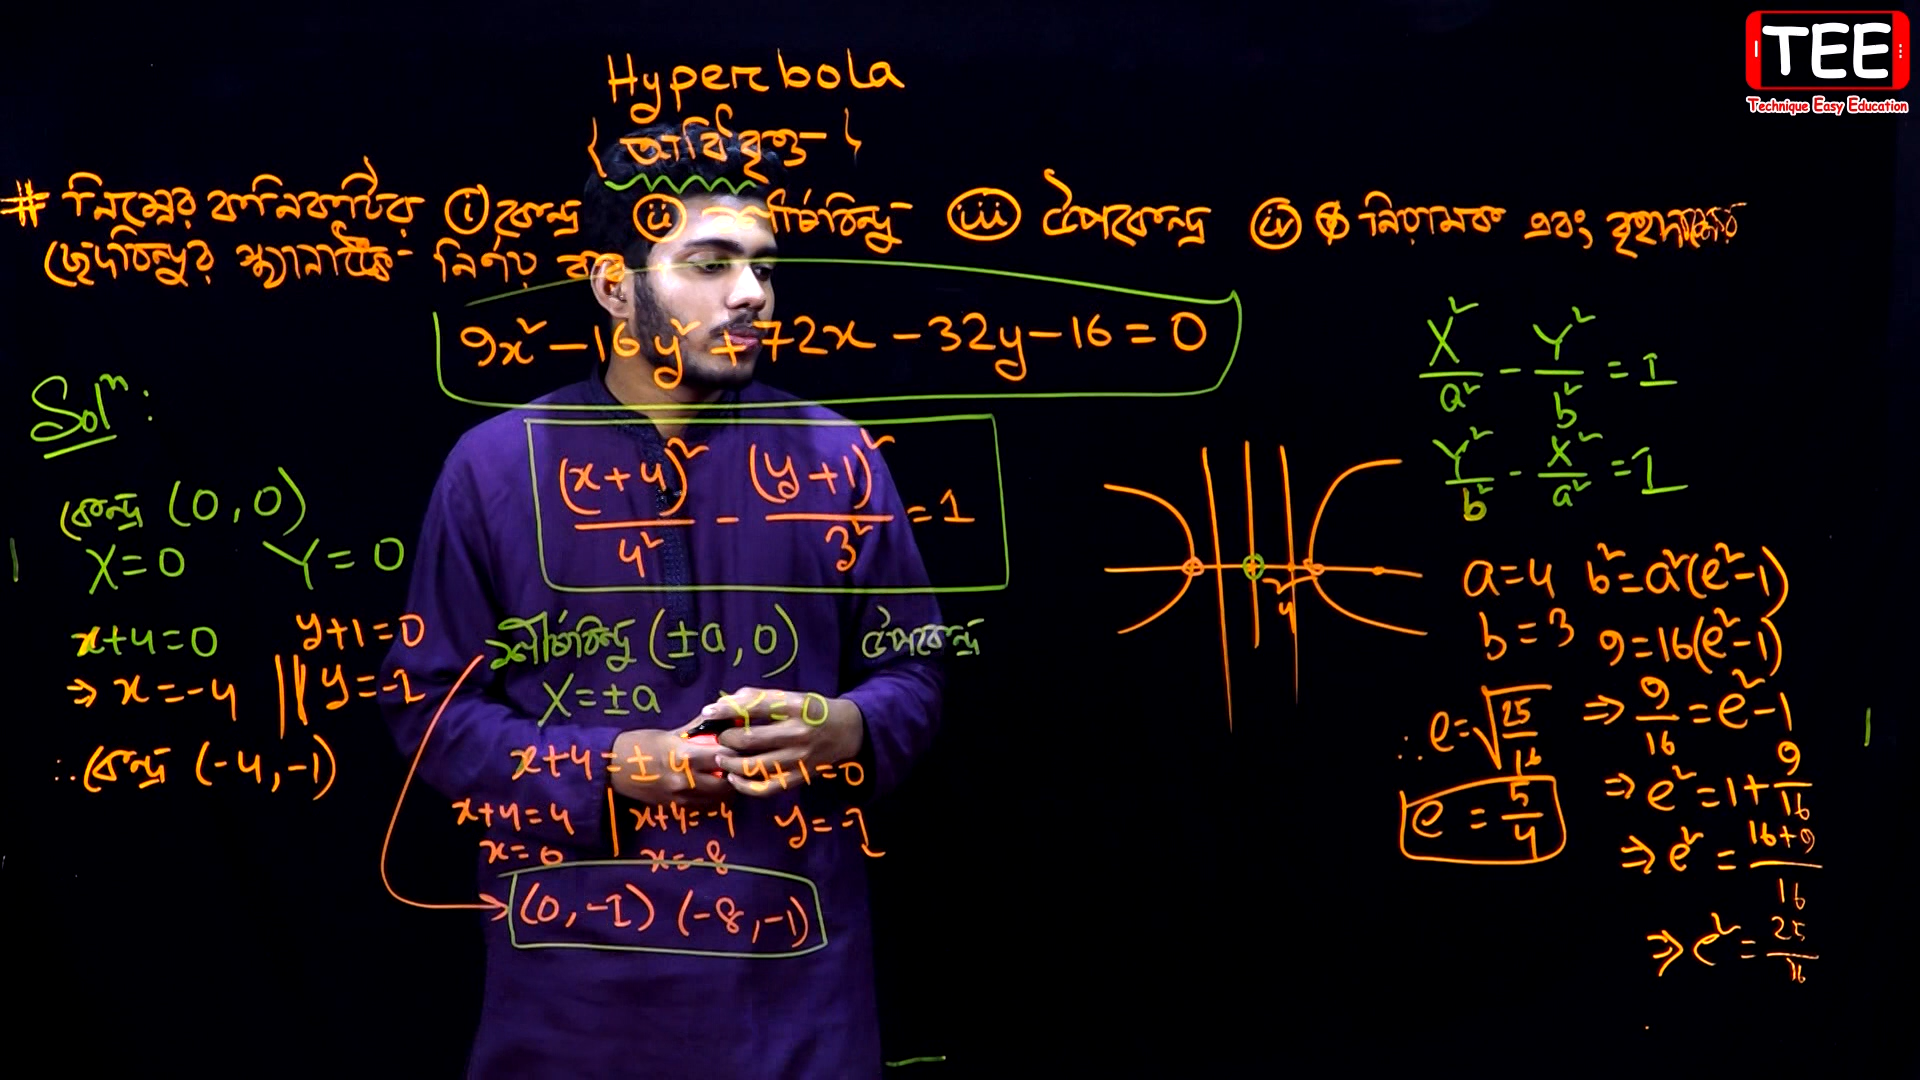 TEE
Technique Easy Education
Hyperbola
{ অধিবৃত্ত }
# নিম্নের কনিকটির (i) কেন্দ্র (ii) শীর্ষবিন্দু (iii) উপকেন্দ্র (iv) নিয়ামক এবং বৃহদাক্ষের
ছেদবিন্দুর স্থানাঙ্ক নির্ণয় কর
9x² - 16y² + 72x - 32y - 16 = 0
Solⁿ:
কেন্দ্র (0, 0)
X = 0 Y = 0
x+4=0 y+1=0
⇒ x = -4 || y = -1
∴ কেন্দ্র (-4, -1)
(x+4)²/4² - (y+1)²/3² = 1
শীর্ষবিন্দু (±a, 0) উপকেন্দ্র
X = ±a Y = 0
x+4 = ±4 y+1=0
x+4=4 | x+4=-4 y=-1
x=0 x=-8
(0, -1) (-8, -1)
X²/a² - Y²/b² = 1
Y²/b² - X²/a² = 1
4
a=4 b²=a²(e²-1)
b=3 9=16(e²-1)
⇒ 9/16 = e²-1
∴ e = √25/16
⇒ e² = 1+9/16
e = 5/4
⇒ e² = 16+9/16
⇒ e² = 25/16